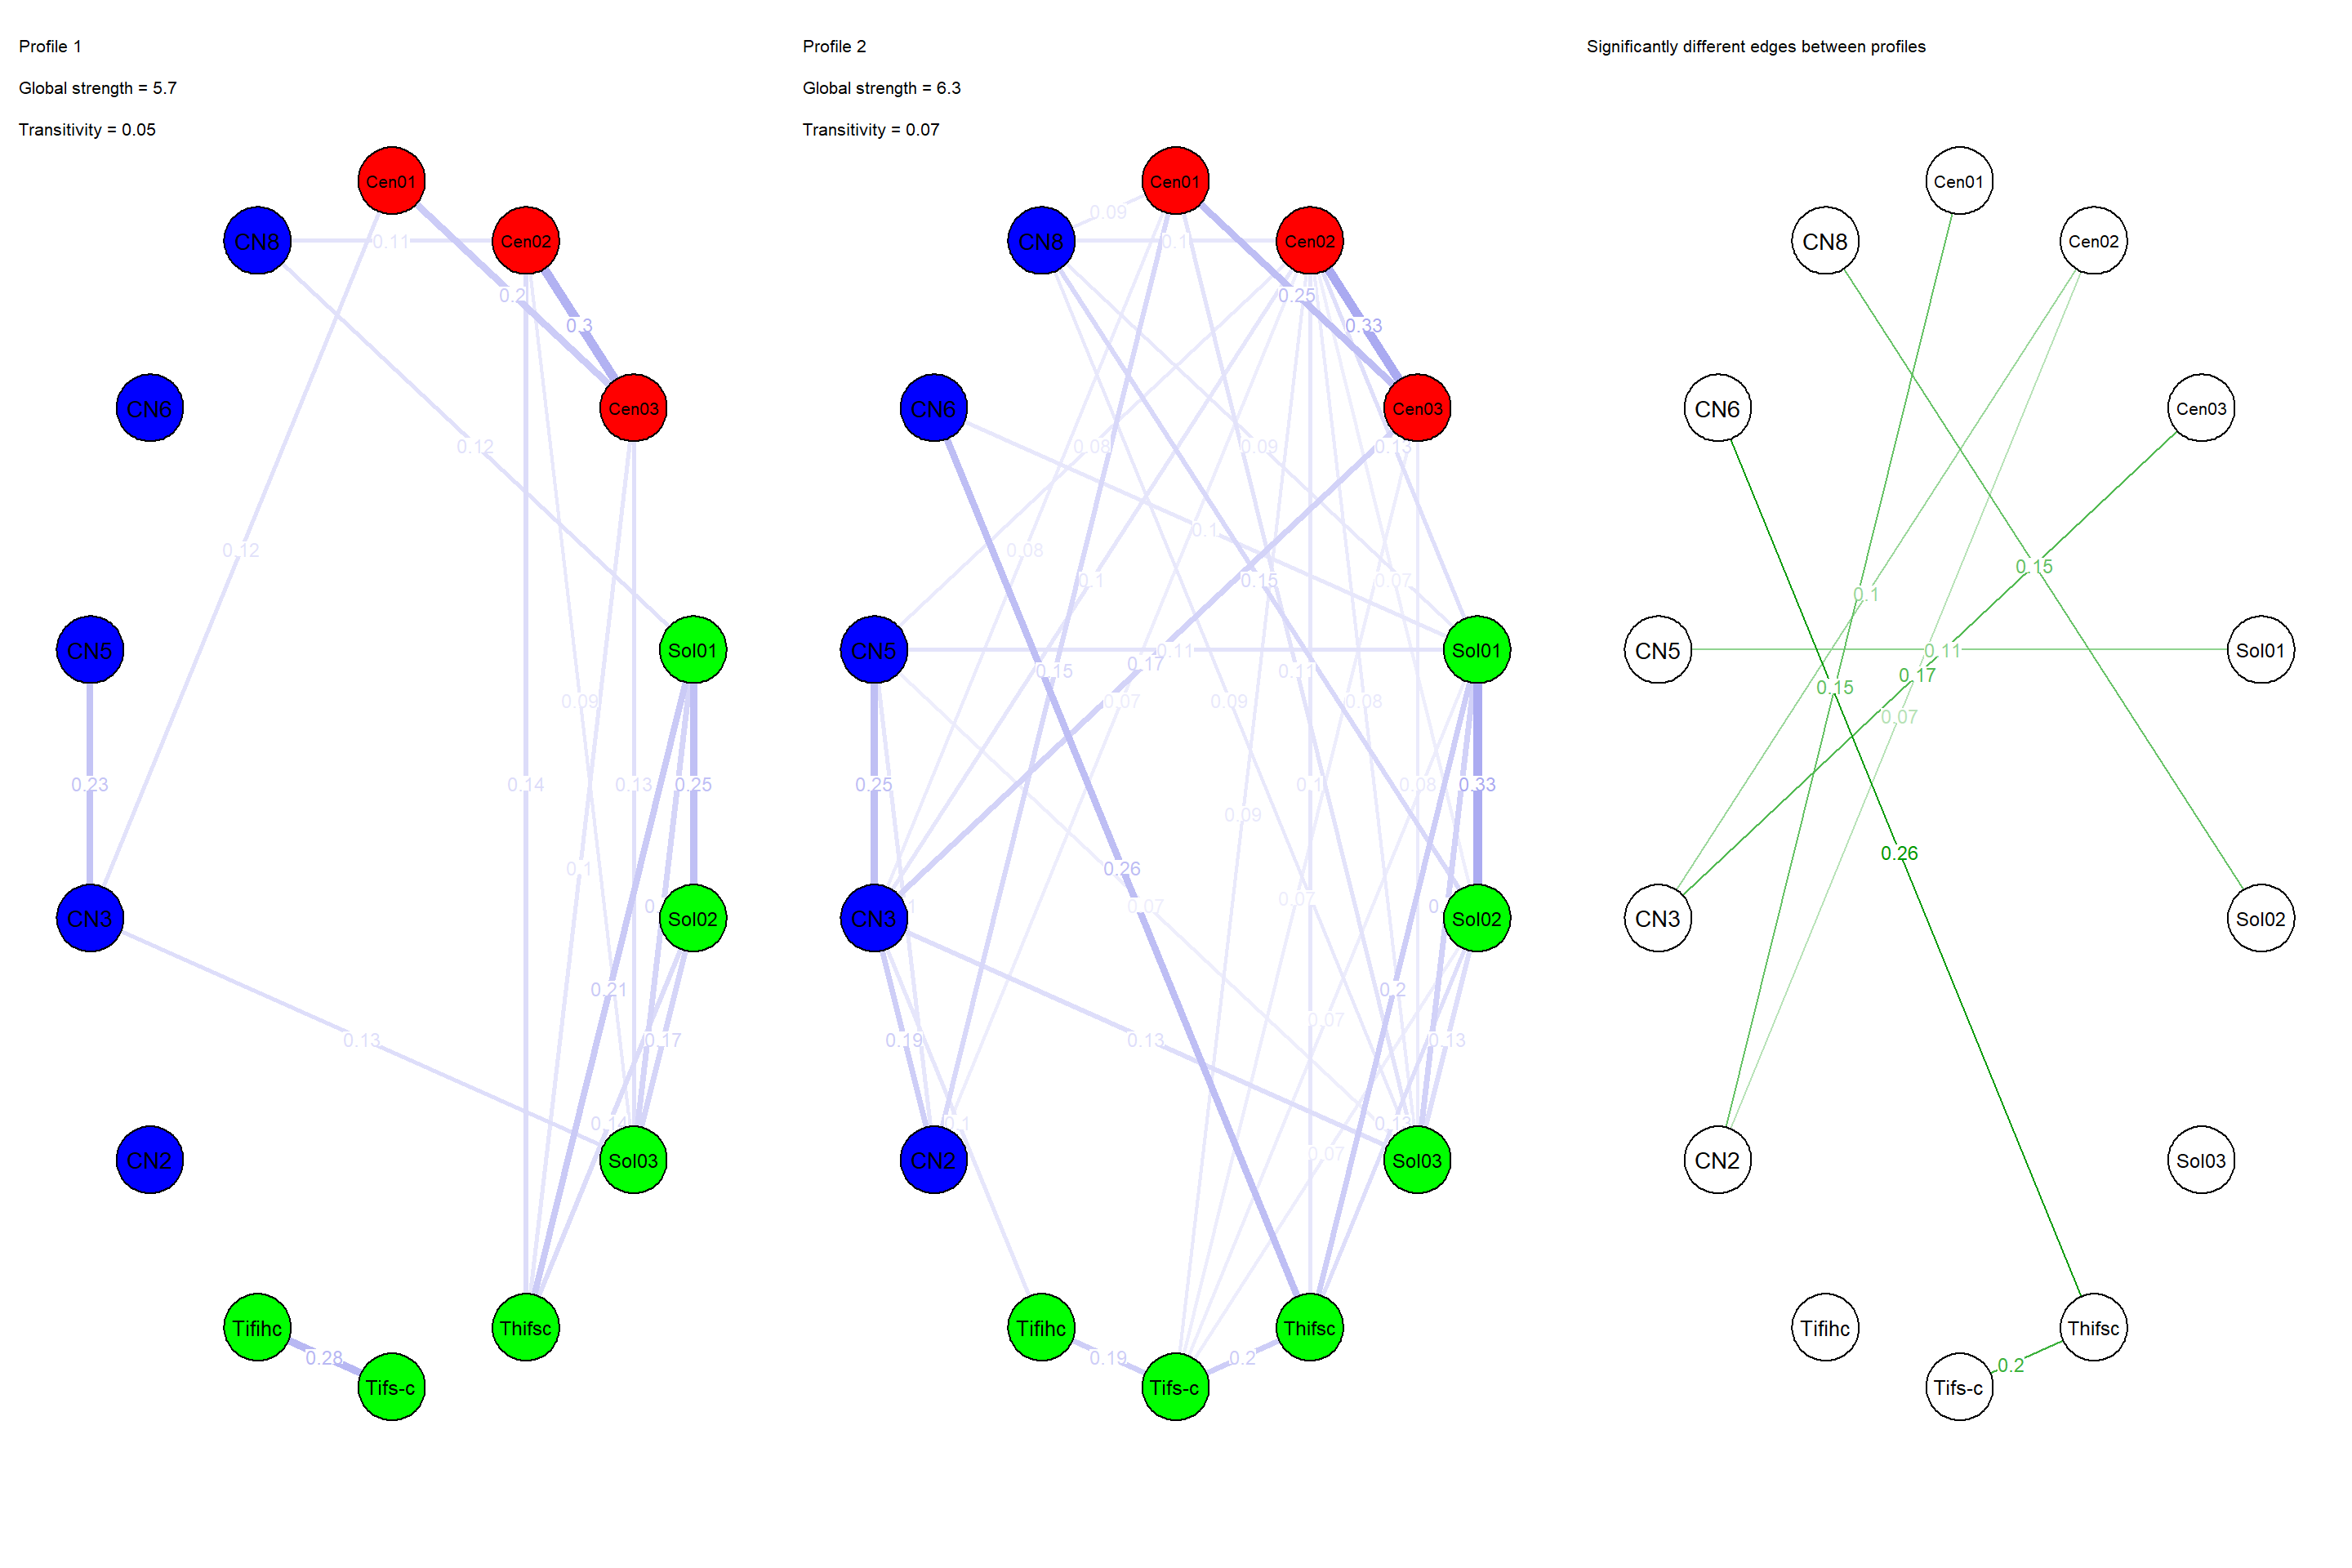 Profile 1
Global strength = 5.7
Transitivity = 0.05
Cen01
CN8
0.11
Cen02
0.2
0.3
CN6
Cen03
0.12
0.12
CN5
Sol01
0.09
0.23
0.14
0.13
0.25
0.1
CN3
Sol02
0.21
0.13
0.17
0.14
CN2
Sol03
Tifihc
Thifsc
0.28
Tifs-c
Profile 2
Global strength = 6.3
Transitivity = 0.07
Cen01
0.09
CN8
0.1
Cen02
0.25
0.33
CN6
Cen03
0.08
0.09
0.13
0.1
0.08
0.1
0.15
0.07
CN5
0.17
0.11
Sol01
0.15
0.11
0.07
0.09
0.08
0.25
0.1
0.08
0.33
0.09
0.26
0.07
0.07
CN3
Sol02
0.2
0.07
0.19
0.13
0.13
0.1
0.13
0.07
CN2
Sol03
Tifihc
Thifsc
0.19
0.2
Tifs-c
Significantly different edges between profiles
Cen01
CN8
Cen02
CN6
Cen03
0.15
0.1
CN5
0.11
Sol01
0.17
0.15
0.07
0.26
CN3
Sol02
CN2
Sol03
Tifihc
Thifsc
0.2
Tifs-c